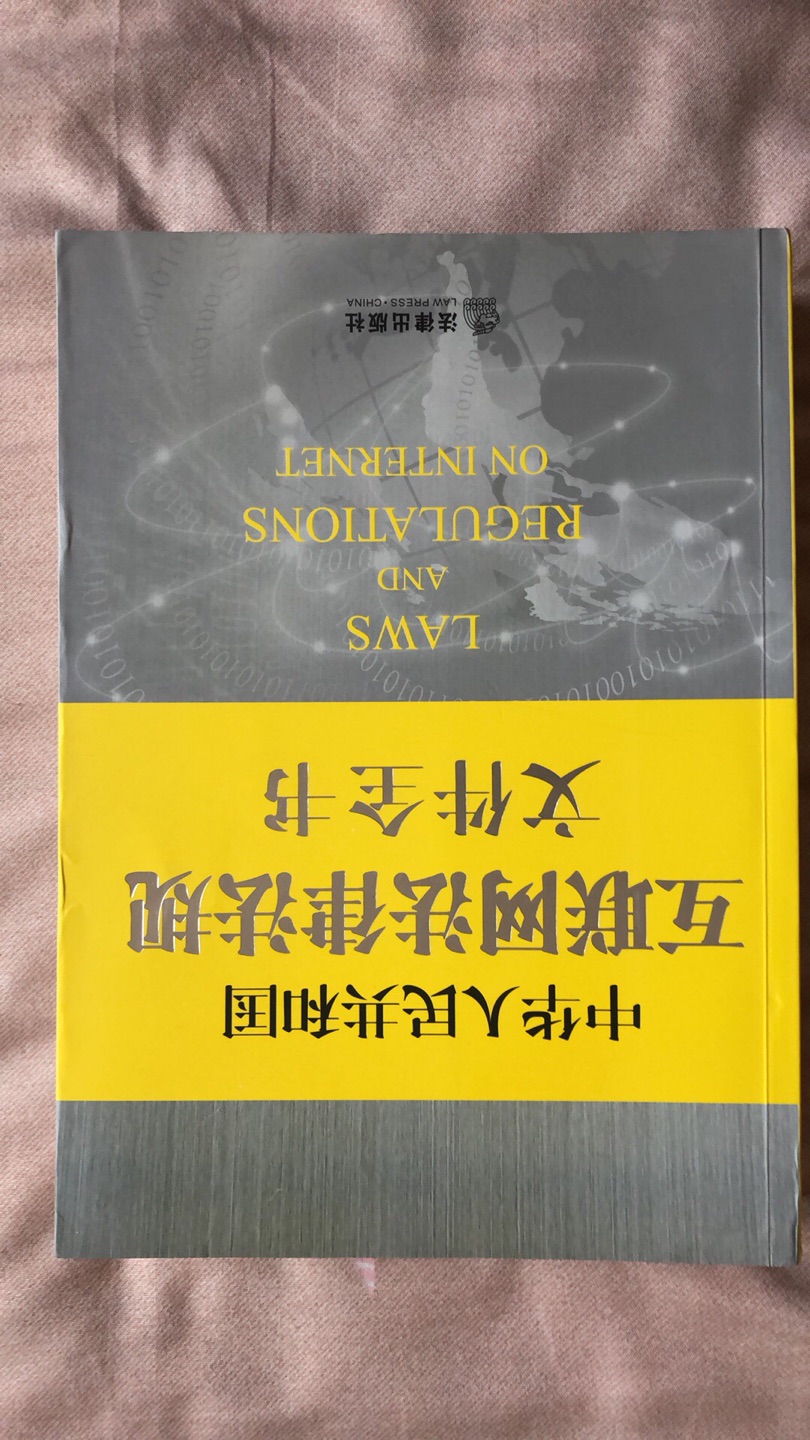 中华人民共和国
互联网法律法规
文件全书
LAWS
AND
REGULATIONS
ON INTERNET
法律出版社
LAW PRESS·CHINA